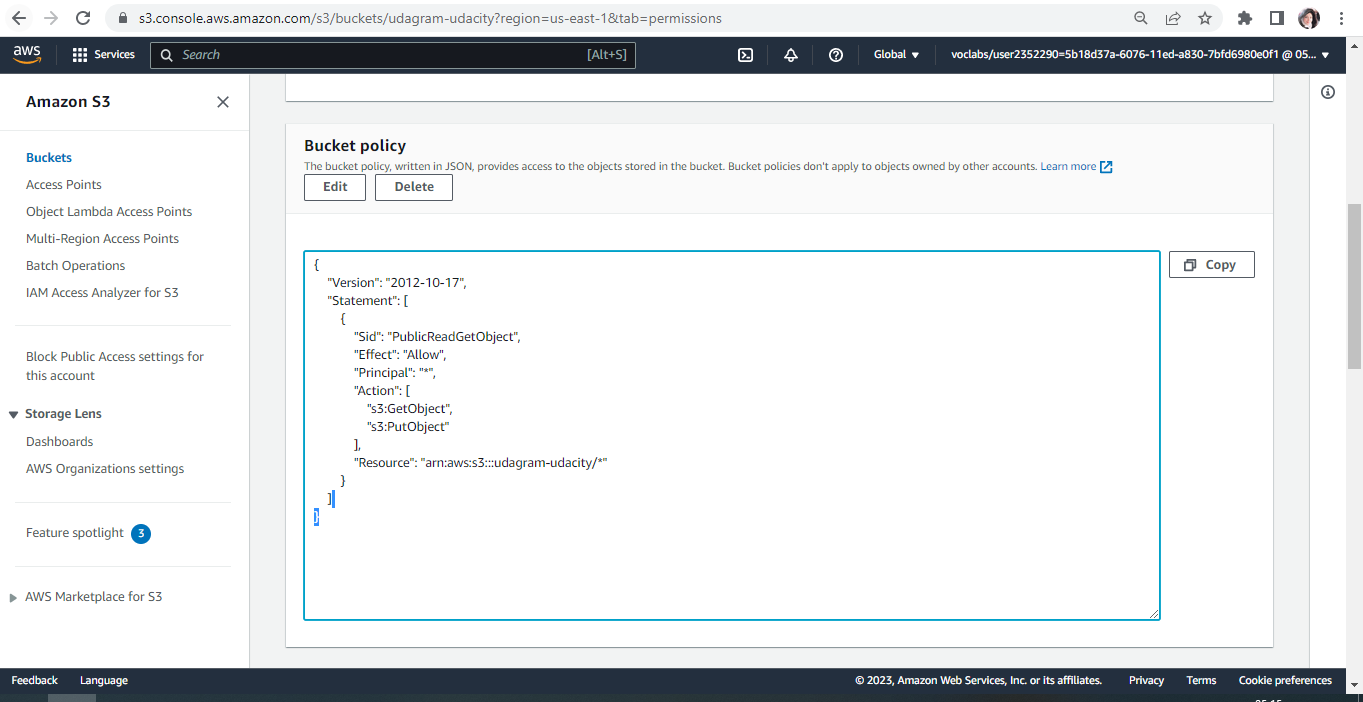 s3.console.aws.amazon.com/s3/buckets/udagram-udacity?region=us-east-1&tab=permissions
aws
Services
Search
[Alt+S]
Global
voclabs/user2352290=5b18d37a-6076-11ed-a830-7bfd6980e0f1 @ 05...
Amazon S3
Buckets
Access Points
Object Lambda Access Points
Multi-Region Access Points
Batch Operations
IAM Access Analyzer for S3
Block Public Access settings for
this account
Storage Lens
Dashboards
AWS Organizations settings
Feature spotlight 3
AWS Marketplace for S3
Bucket policy
The bucket policy, written in JSON, provides access to the objects stored in the bucket. Bucket policies don't apply to objects owned by other accounts. Learn more
Edit
Delete
{
"Version": "2012-10-17",
"Statement": [
{
"Sid": "PublicReadGetObject",
"Effect": "Allow",
"Principal": "*",
"Action": [
"s3:GetObject",
"s3:PutObject"
],
"Resource": "arn:aws:s3:::udagram-udacity/*"
}
]
}
Copy
Feedback
Language
© 2023, Amazon Web Services, Inc. or its affiliates.
Privacy
Terms
Cookie preferences